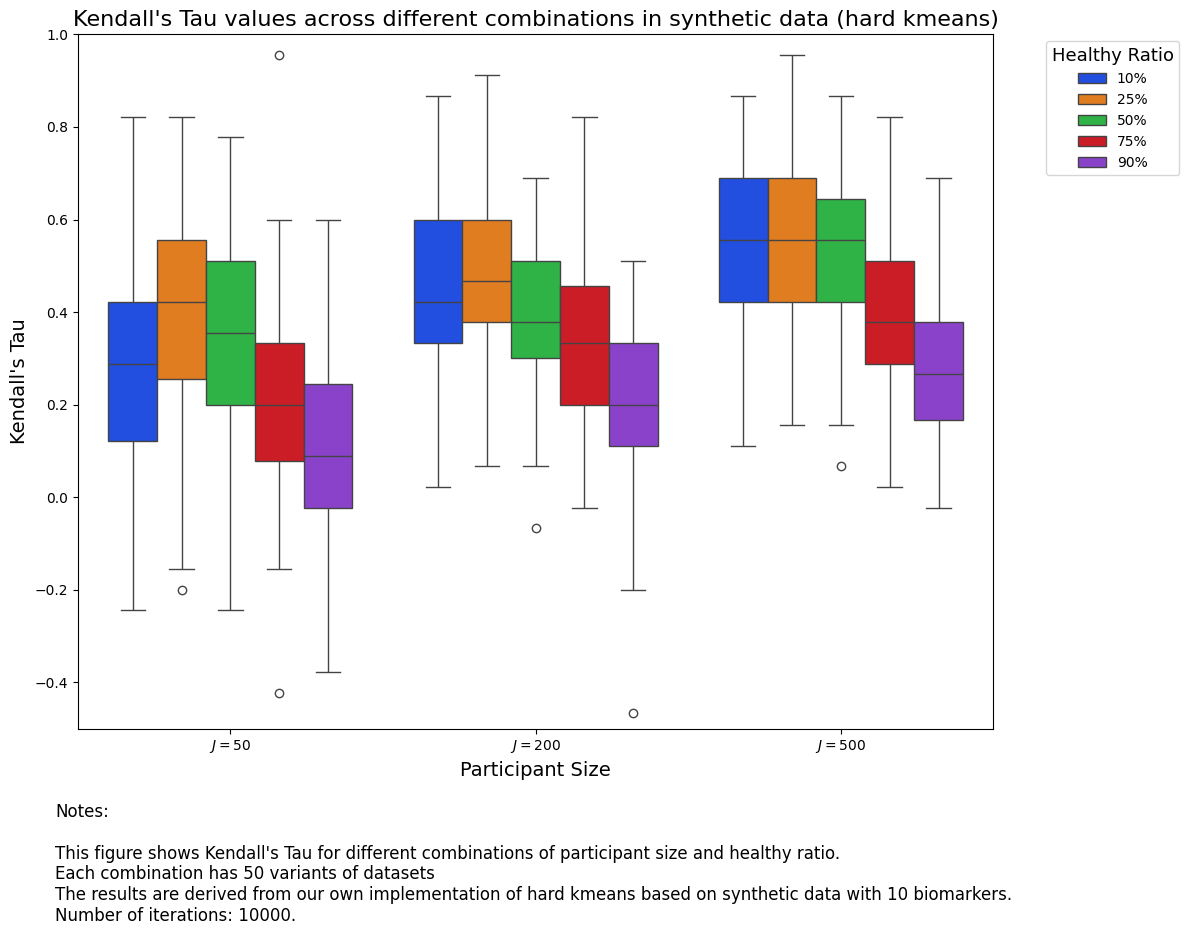 Kendall's Tau values across different combinations in synthetic data (hard kmeans)
Kendall's Tau
1.0
0.8
0.6
0.4
0.2
0.0
−0.2
−0.4
J = 50
J = 200
J = 500
Participant Size
Healthy Ratio
10%
25%
50%
75%
90%
Notes:
This figure shows Kendall's Tau for different combinations of participant size and healthy ratio.
Each combination has 50 variants of datasets
The results are derived from our own implementation of hard kmeans based on synthetic data with 10 biomarkers.
Number of iterations: 10000.